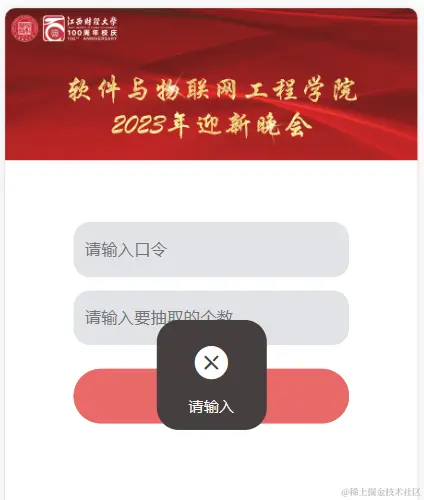 江西财经大学
100周年校庆
100TH ANNIVERSARY
软件与物联网工程学院
2023年迎新晚会
请输入口令
请输入要抽取的个数
请输入
@稀土掘金技术社区